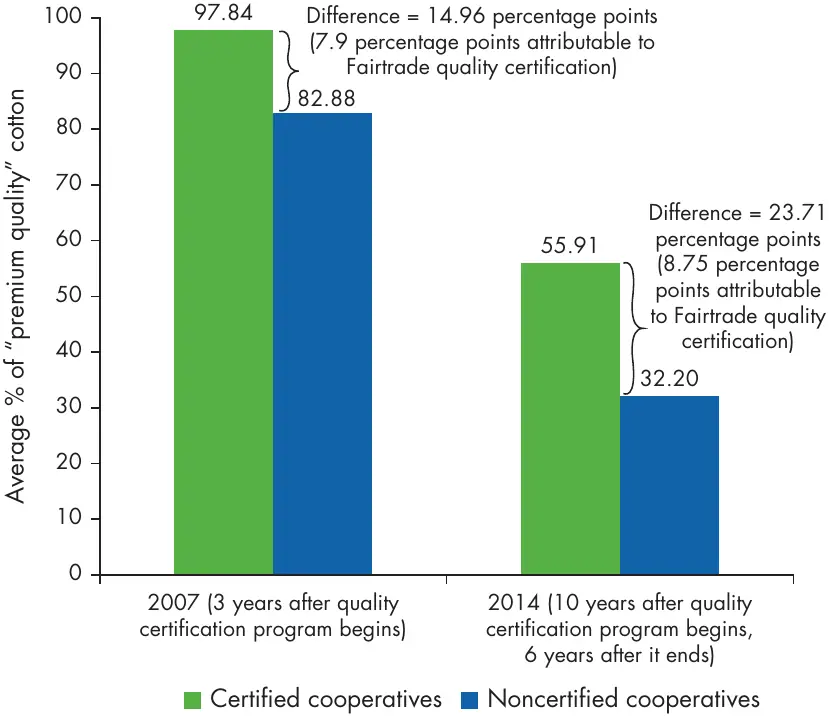 100
90
80
70
60
50
40
30
20
10
0
Average % of “premium quality” cotton
97.84
Difference = 14.96 percentage points
(7.9 percentage points attributable to
Fairtrade quality certification)
82.88
55.91
Difference = 23.71
percentage points
(8.75 percentage
points attributable
to Fairtrade quality
certification)
32.20
2007 (3 years after quality
certification program begins)
2014 (10 years after quality
certification program begins,
6 years after it ends)
Certified cooperatives
Noncertified cooperatives